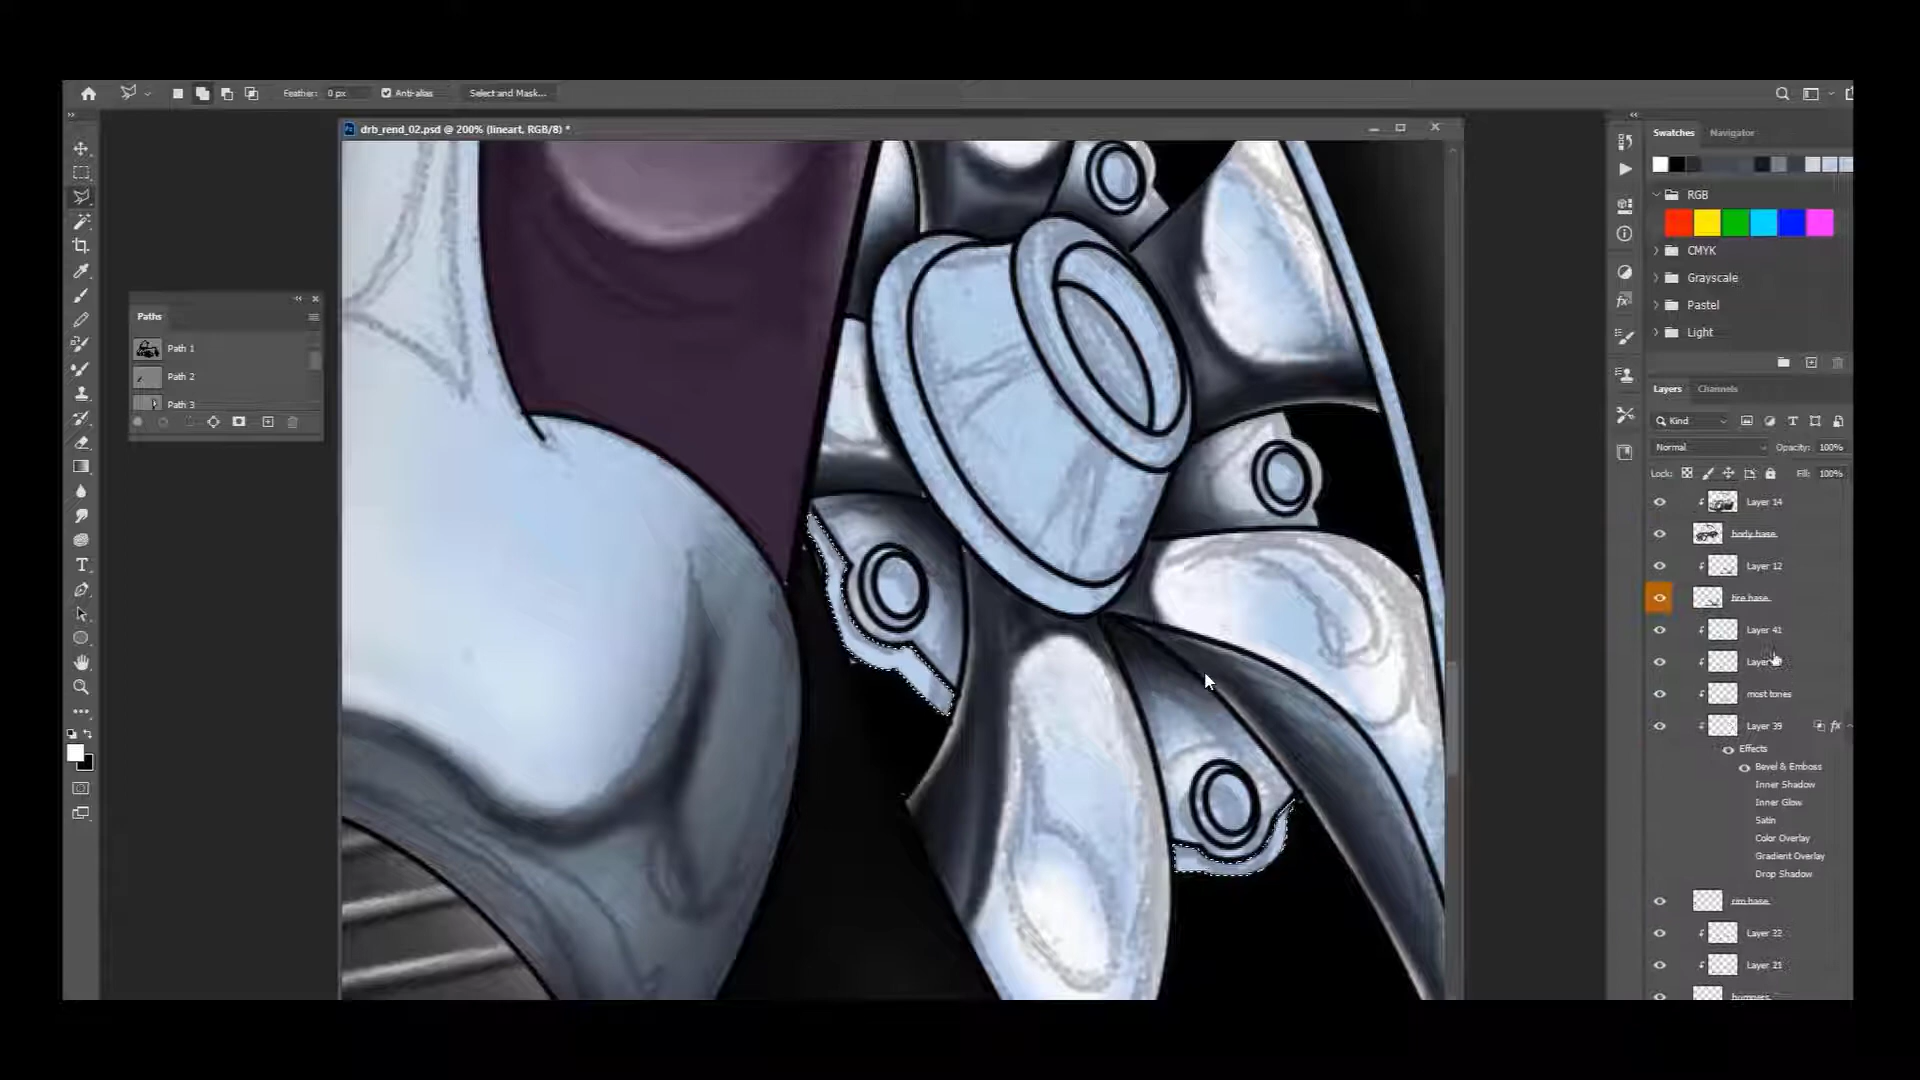 Feather: 0 px Anti-alias Select and Mask...
drb_rend_02.psd @ 200% (lineart, RGB/8) *
Paths
Path 1
Path 2
Path 3
Swatches Navigator
RGB
CMYK
Grayscale
Pastel
Light
Layers Channels
Kind
Normal Opacity: 100%
Lock: Fill: 100%
Layer 14
body base
Layer 12
tire base
Layer 41
Layer
most tones
Layer 39 fx
Effects
Bevel & Emboss
Inner Shadow
Inner Glow
Satin
Color Overlay
Gradient Overlay
Drop Shadow
rim base
Layer 22
Layer 21
bumpers